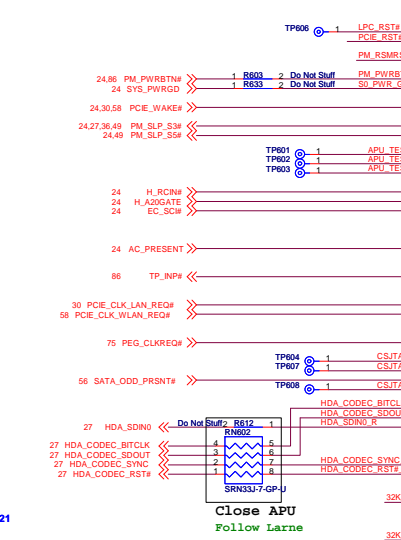 TP606 1 LPC_RST#
PCIE_RST#
PM_RSMRS
24,86 PM_PWRBTN# 1 R603 2 Do Not Stuff PM_PWRB
24 SYS_PWRGD 1 R633 2 Do Not Stuff S0_PWR_G
24,30,58 PCIE_WAKE#
24,27,36,49 PM_SLP_S3#
24,49 PM_SLP_S5#
TP601 1 APU_TE
TP602 1 APU_TE
TP603 1 APU_TE
24 H_RCIN#
24 H_A20GATE
24 EC_SCI#
24 AC_PRESENT
86 TP_INP#
30 PCIE_CLK_LAN_REQ#
58 PCIE_CLK_WLAN_REQ#
75 PEG_CLKREQ#
TP604 1 CSJTA
TP607 1 CSJTA
56 SATA_ODD_PRSNT#
TP608 1 CSJTA
HDA_CODEC_BITCL
HDA_CODEC_SDOU
27 HDA_SDIN0 Do Not Stuff 2 R612 1 HDA_SDIN0_R
RN602
27 HDA_CODEC_BITCLK 4 5
27 HDA_CODEC_SDOUT 3 6
27 HDA_CODEC_SYNC 2 7 HDA_CODEC_SYNC
27 HDA_CODEC_RST# 1 8 HDA_CODEC_RST#
SRN33J-7-GP-U
32K
Close APU
21
Follow Larne
32K